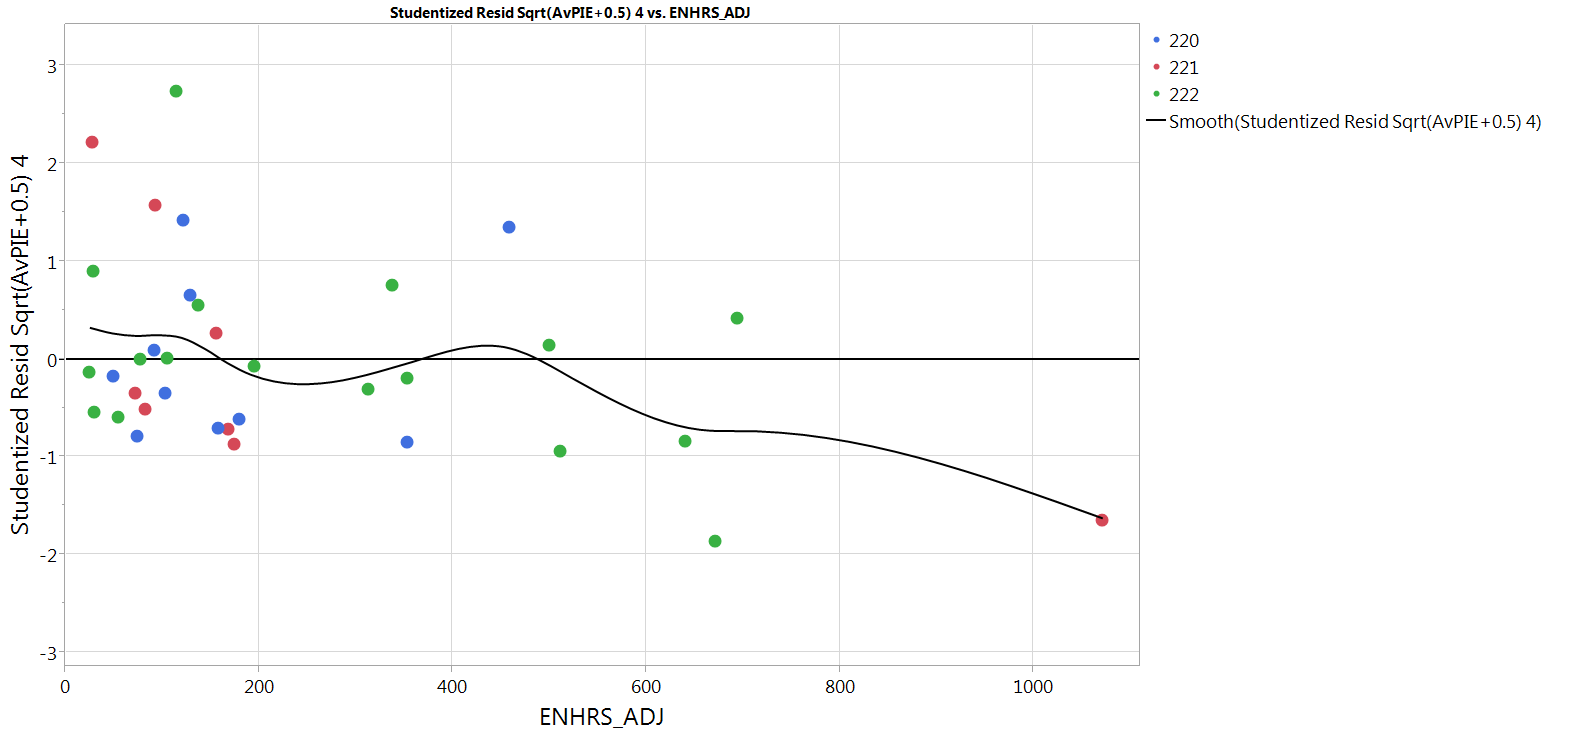 Studentized Resid Sqrt(AvPIE+0.5) 4 vs. ENHRS_ADJ
Studentized Resid Sqrt(AvPIE+0.5) 4
3
2
1
0
-1
-2
-3
0 200 400 600 800 1000
ENHRS_ADJ
220
221
222
Smooth(Studentized Resid Sqrt(AvPIE+0.5) 4)